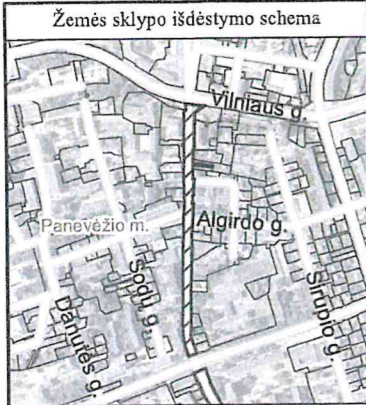 Žemės sklypo išdėstymo schema
Vilniaus g.
Panevėžio m.
Algirdo g.
Sodų g.
Danutės g.
Sirupio g.